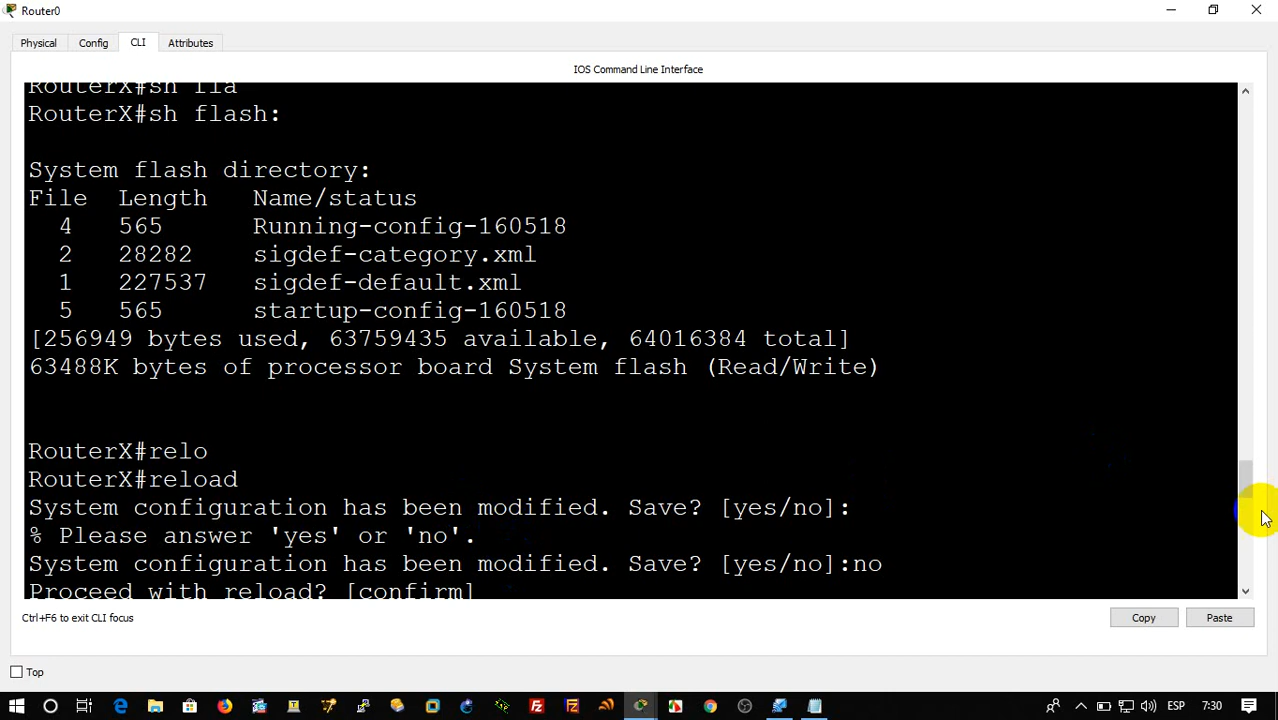 Router0
Physical Config CLI Attributes
IOS Command Line Interface
RouterX#sh fla
RouterX#sh flash:
System flash directory:
File Length Name/status
4 565 Running-config-160518
2 28282 sigdef-category.xml
1 227537 sigdef-default.xml
5 565 startup-config-160518
[256949 bytes used, 63759435 available, 64016384 total]
63488K bytes of processor board System flash (Read/Write)
RouterX#relo
RouterX#reload
System configuration has been modified. Save? [yes/no]:
% Please answer 'yes' or 'no'.
System configuration has been modified. Save? [yes/no]:no
Proceed with reload? [confirm]
Ctrl+F6 to exit CLI focus
Copy Paste
Top
ESP 7:30